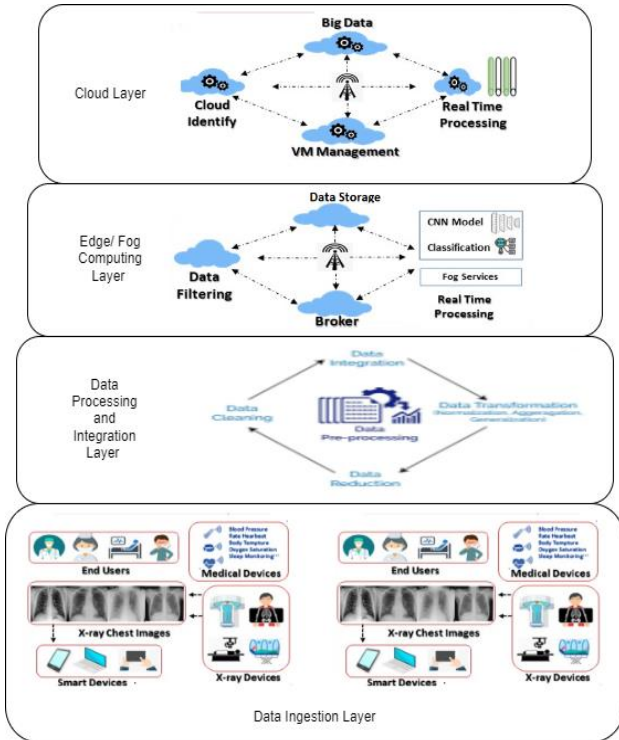 Cloud Layer
Big Data
Cloud
Identify
Real Time
Processing
VM Management
Edge/ Fog
Computing
Layer
Data Storage
CNN Model
Classification
Data
Filtering
Fog Services
Broker
Real Time
Processing
Data
Processing
and
Integration
Layer
Data
Integration
Data
Cleaning
Data
Pre-processing
Data Transformation
(Normalization, Aggeragation,
Generalization)
Data
Reduction
End Users
Blood Pressure
Rate Hearbeat
Body Tempture
Oxygen Saturation
Sleep Monitoring...
Medical Devices
X-ray Chest Images
Smart Devices
X-ray Devices
End Users
Blood Pressure
Rate Hearbeat
Body Tempture
Oxygen Saturation
Sleep Monitoring...
Medical Devices
X-ray Chest Images
Smart Devices
X-ray Devices
Data Ingestion Layer